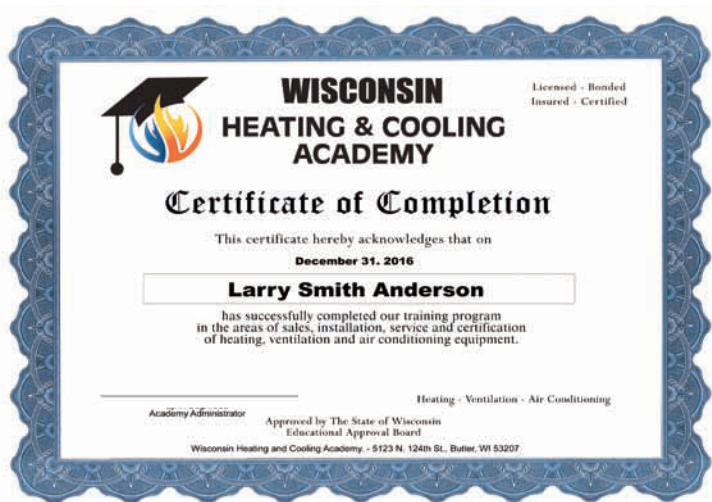 WISCONSIN
HEATING & COOLING
ACADEMY
Licensed - Bonded
Insured - Certified
Certificate of Completion
This certificate hereby acknowledges that on
December 31. 2016
Larry Smith Anderson
has successfully completed our training program
in the areas of sales, installation, service and certification
of heating, ventilation and air conditioning equipment.
Heating - Ventilation - Air Conditioning
Academy Administrator
Approved by The State of Wisconsin
Educational Approval Board
Wisconsin Heating and Cooling Academy. - 5123 N. 124th St., Butler, WI 53207